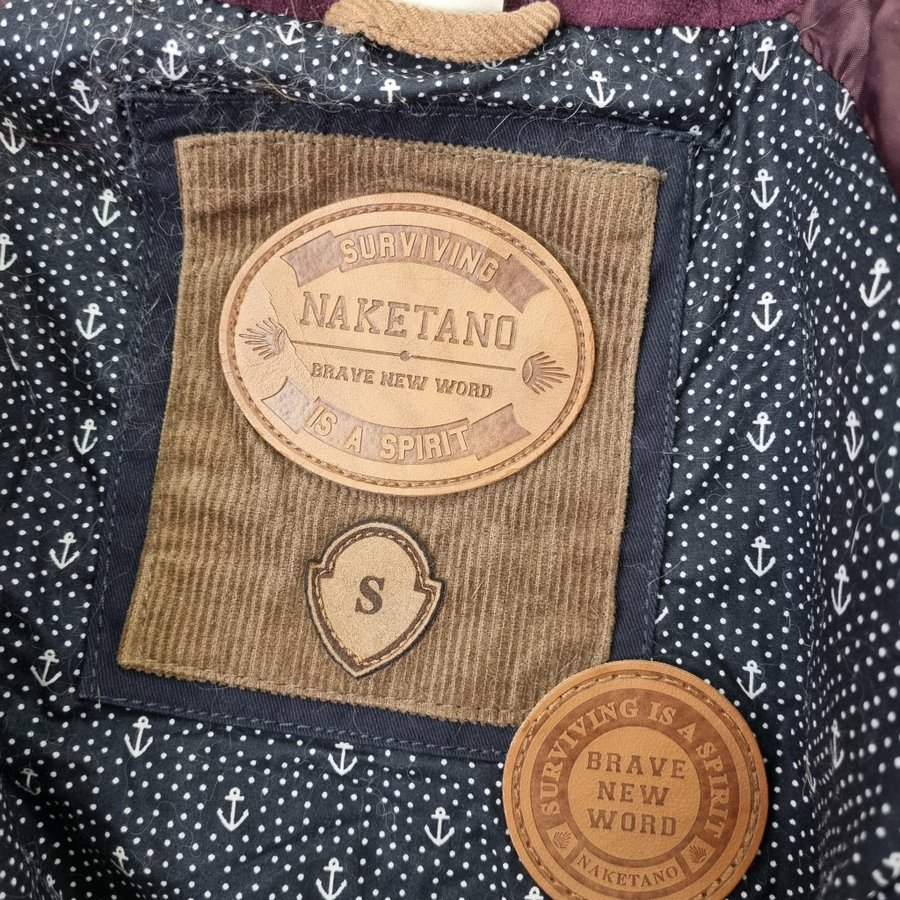 SURVIVING
NAKETANO
BRAVE NEW WORD
IS A SPIRIT
S
SURVIVING IS A SPIRIT
BRAVE
NEW
WORD
NAKETANO